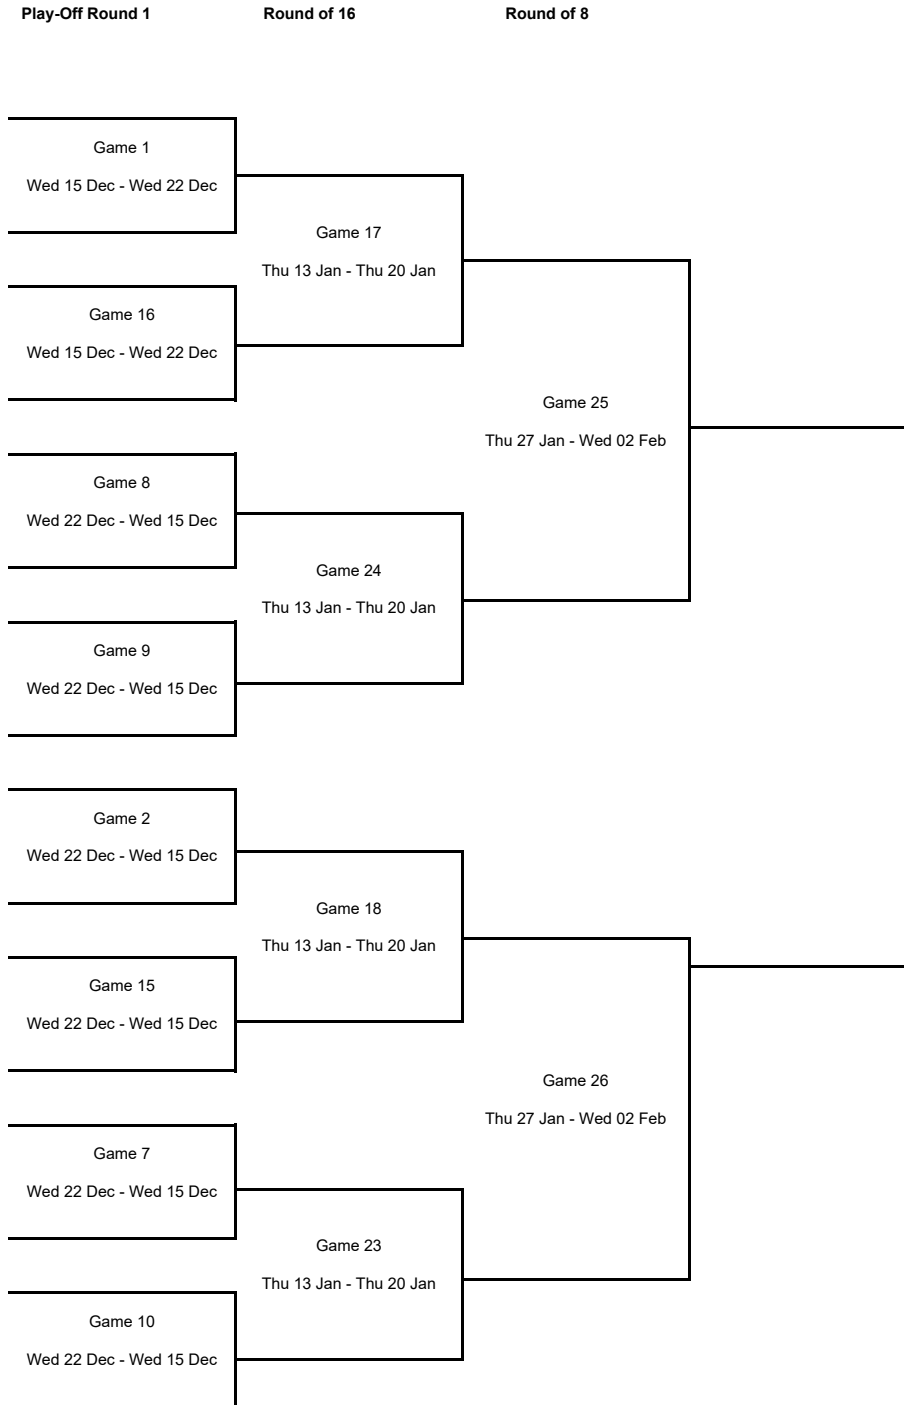 Play-Off Round 1 Round of 16 Round of 8
Game 1
Wed 15 Dec - Wed 22 Dec
Game 17
Thu 13 Jan - Thu 20 Jan
Game 16
Wed 15 Dec - Wed 22 Dec
Game 25
Thu 27 Jan - Wed 02 Feb
Game 8
Wed 22 Dec - Wed 15 Dec
Game 24
Thu 13 Jan - Thu 20 Jan
Game 9
Wed 22 Dec - Wed 15 Dec
Game 2
Wed 22 Dec - Wed 15 Dec
Game 18
Thu 13 Jan - Thu 20 Jan
Game 15
Wed 22 Dec - Wed 15 Dec
Game 26
Thu 27 Jan - Wed 02 Feb
Game 7
Wed 22 Dec - Wed 15 Dec
Game 23
Thu 13 Jan - Thu 20 Jan
Game 10
Wed 22 Dec - Wed 15 Dec